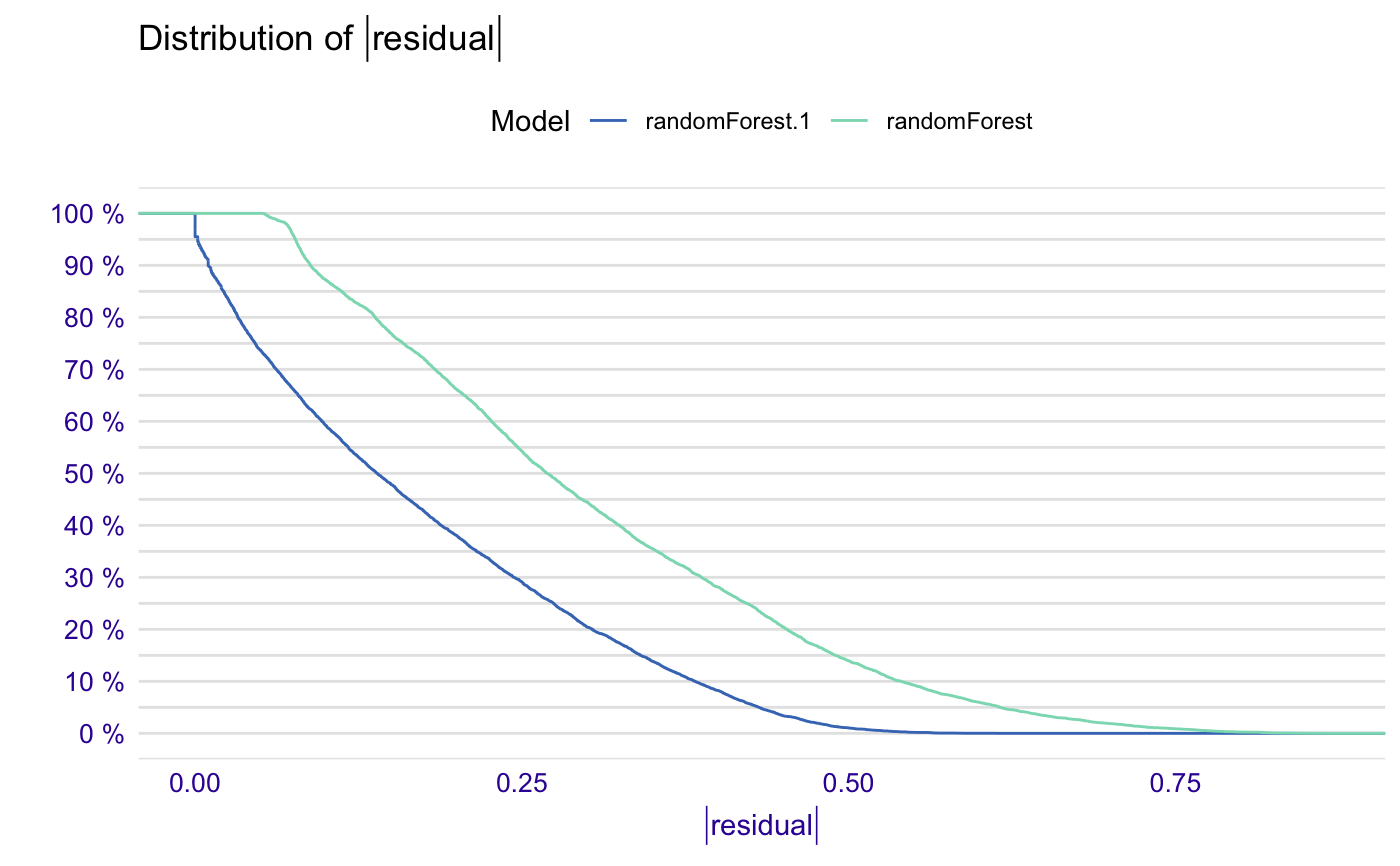 Distribution of |residual|
Model randomForest.1 randomForest
100 %
90 %
80 %
70 %
60 %
50 %
40 %
30 %
20 %
10 %
0 %
0.00 0.25 0.50 0.75
|residual|